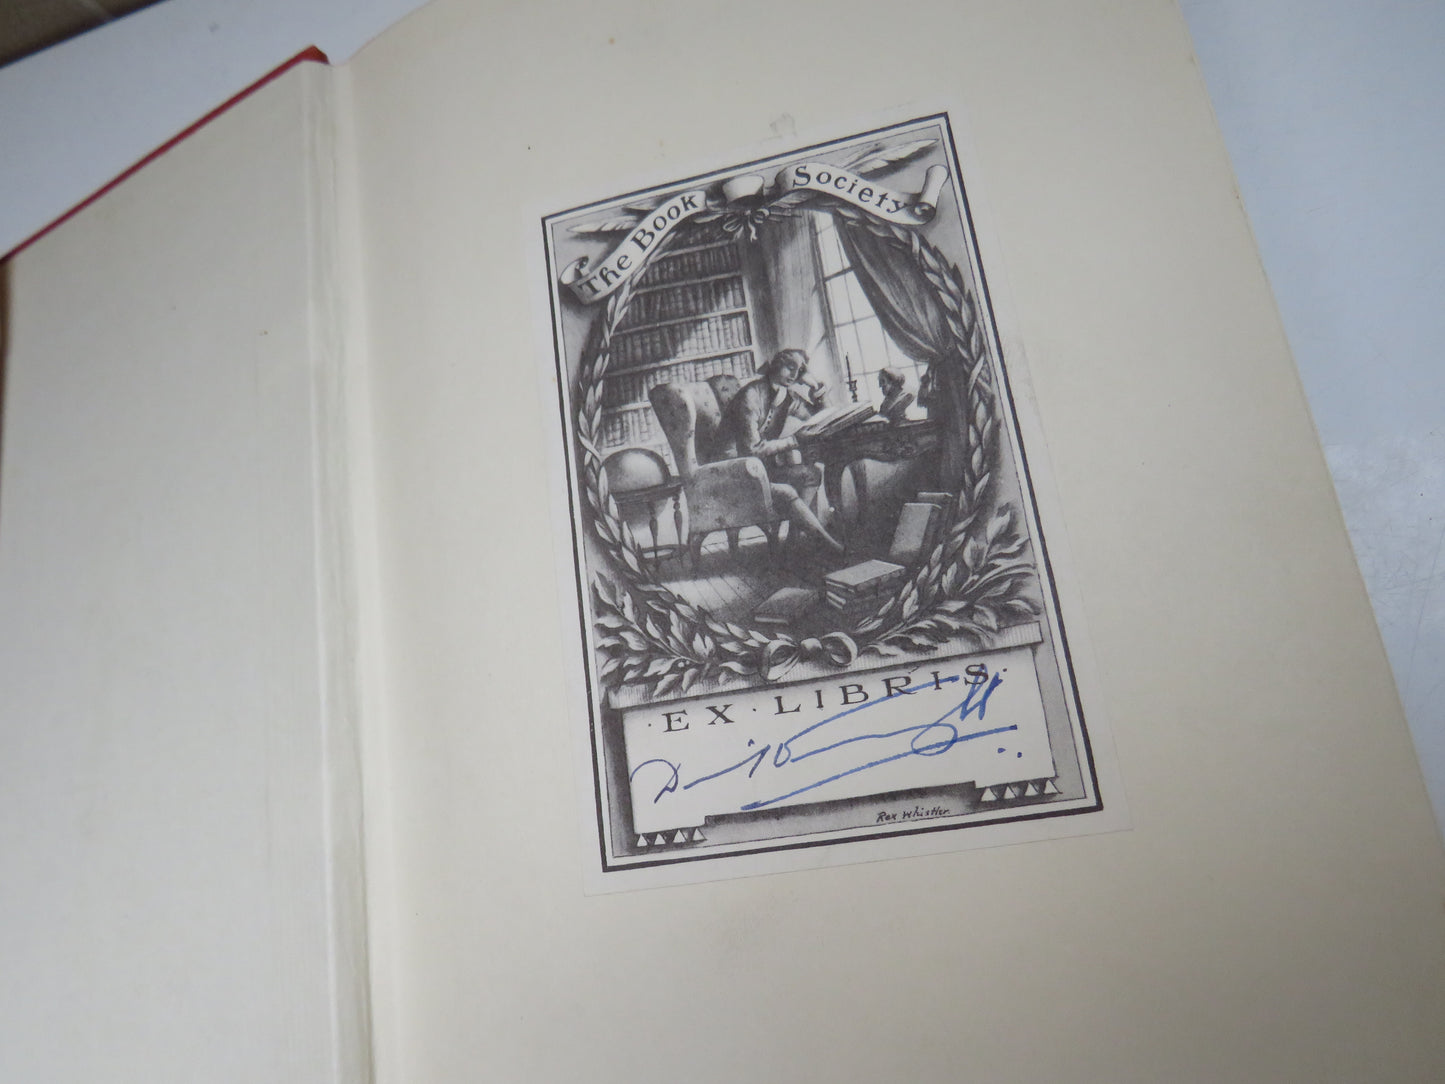 The Book Society
· EX · LIBRIS ·
Rex Whistler